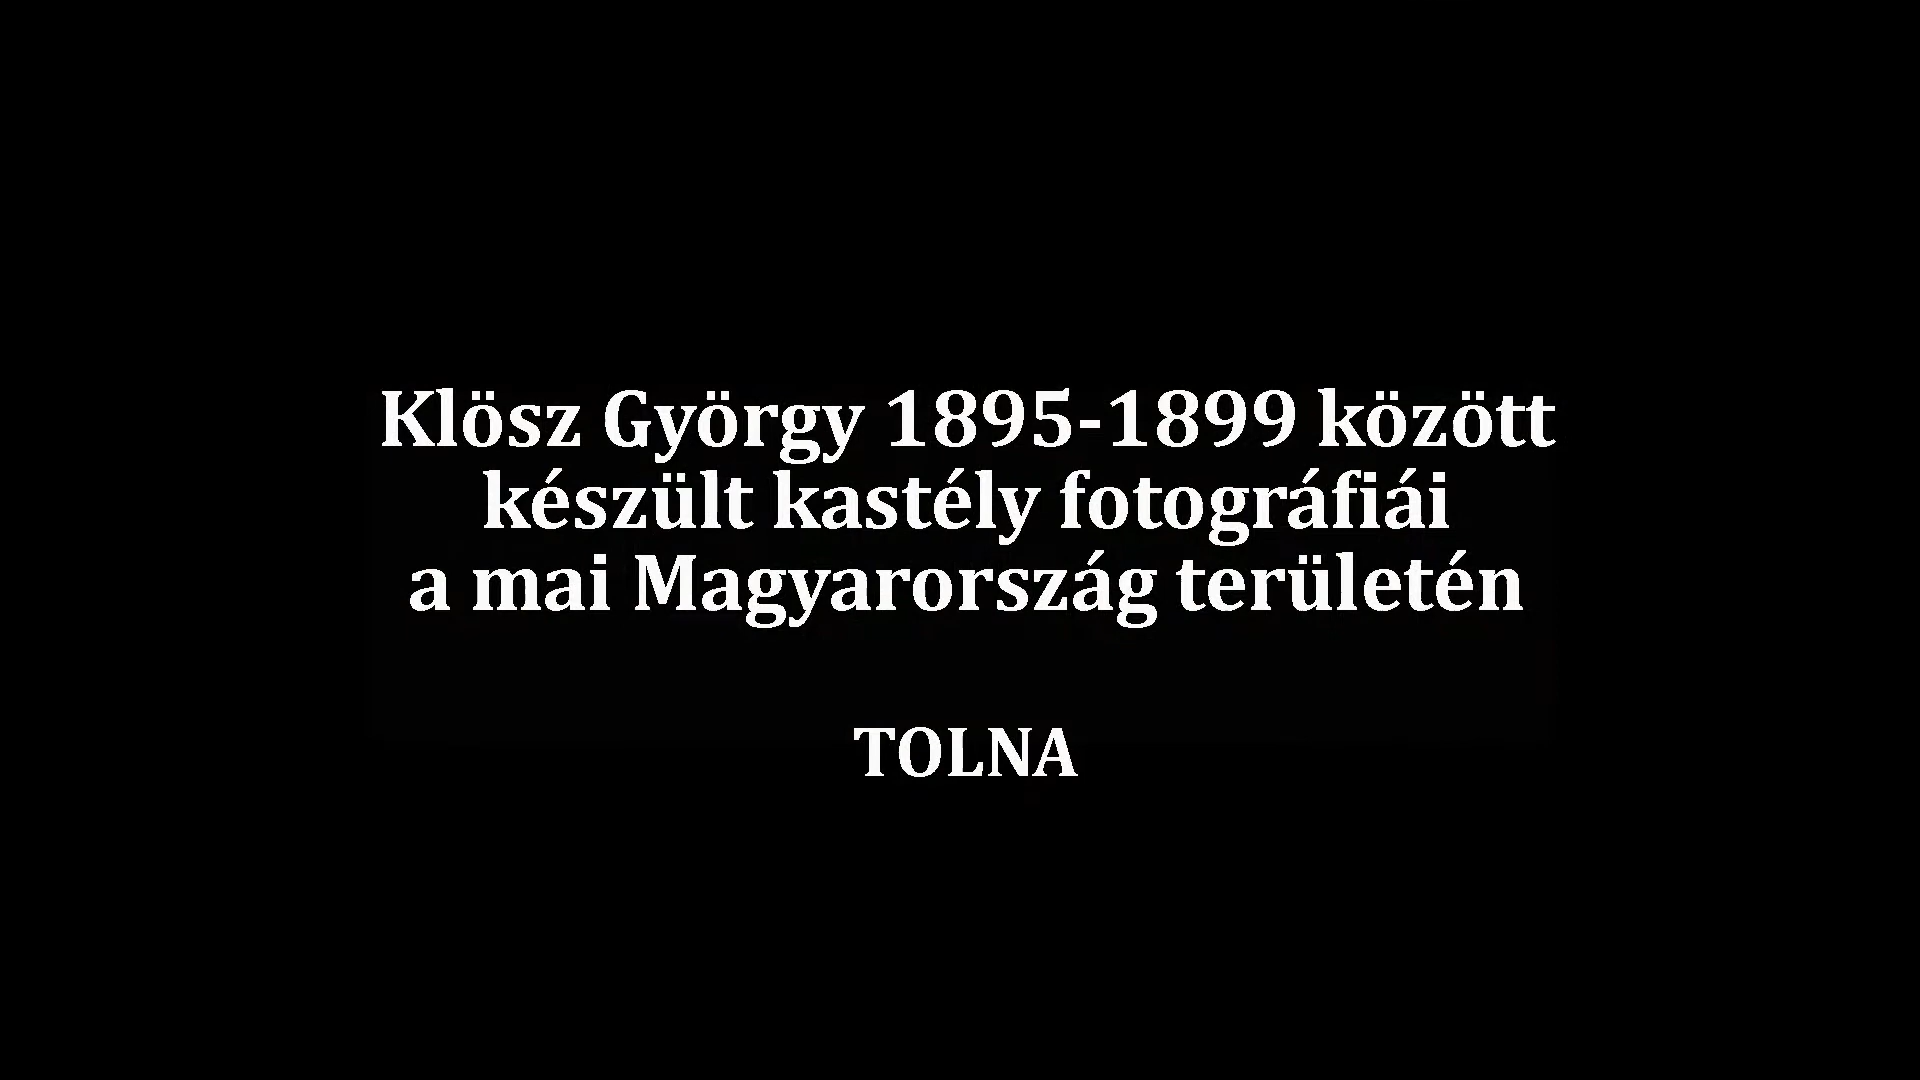 Klösz György 1895-1899 között
készült kastély fotográfiái
a mai Magyarország területén
TOLNA